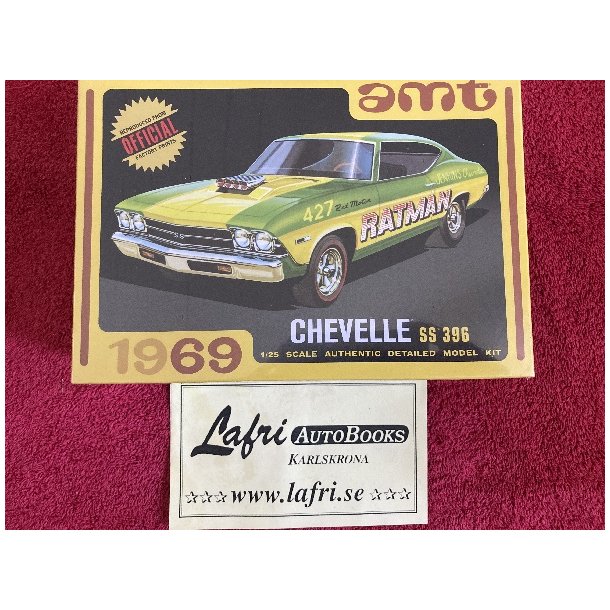 amt
REPRODUCED FROM
OFFICIAL
FACTORY PRINTS
427
RATMAN
CHEVELLE SS 396
1969
1/25 SCALE AUTHENTIC DETAILED MODEL KIT
Lafri AUTOBOOKS
KARLSKRONA
☆☆☆ www.lafri.se ☆☆☆